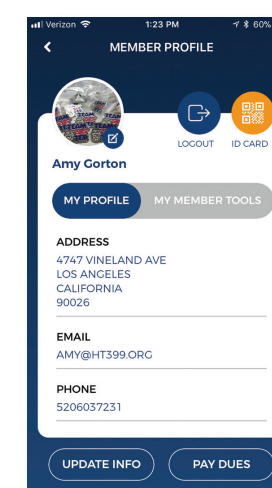 Verizon 1:23 PM 60%
MEMBER PROFILE
LOGOUT ID CARD
Amy Gorton
MY PROFILE MY MEMBER TOOLS
ADDRESS
4747 VINELAND AVE
LOS ANGELES
CALIFORNIA
90026
EMAIL
AMY@HT399.ORG
PHONE
5206037231
UPDATE INFO PAY DUES